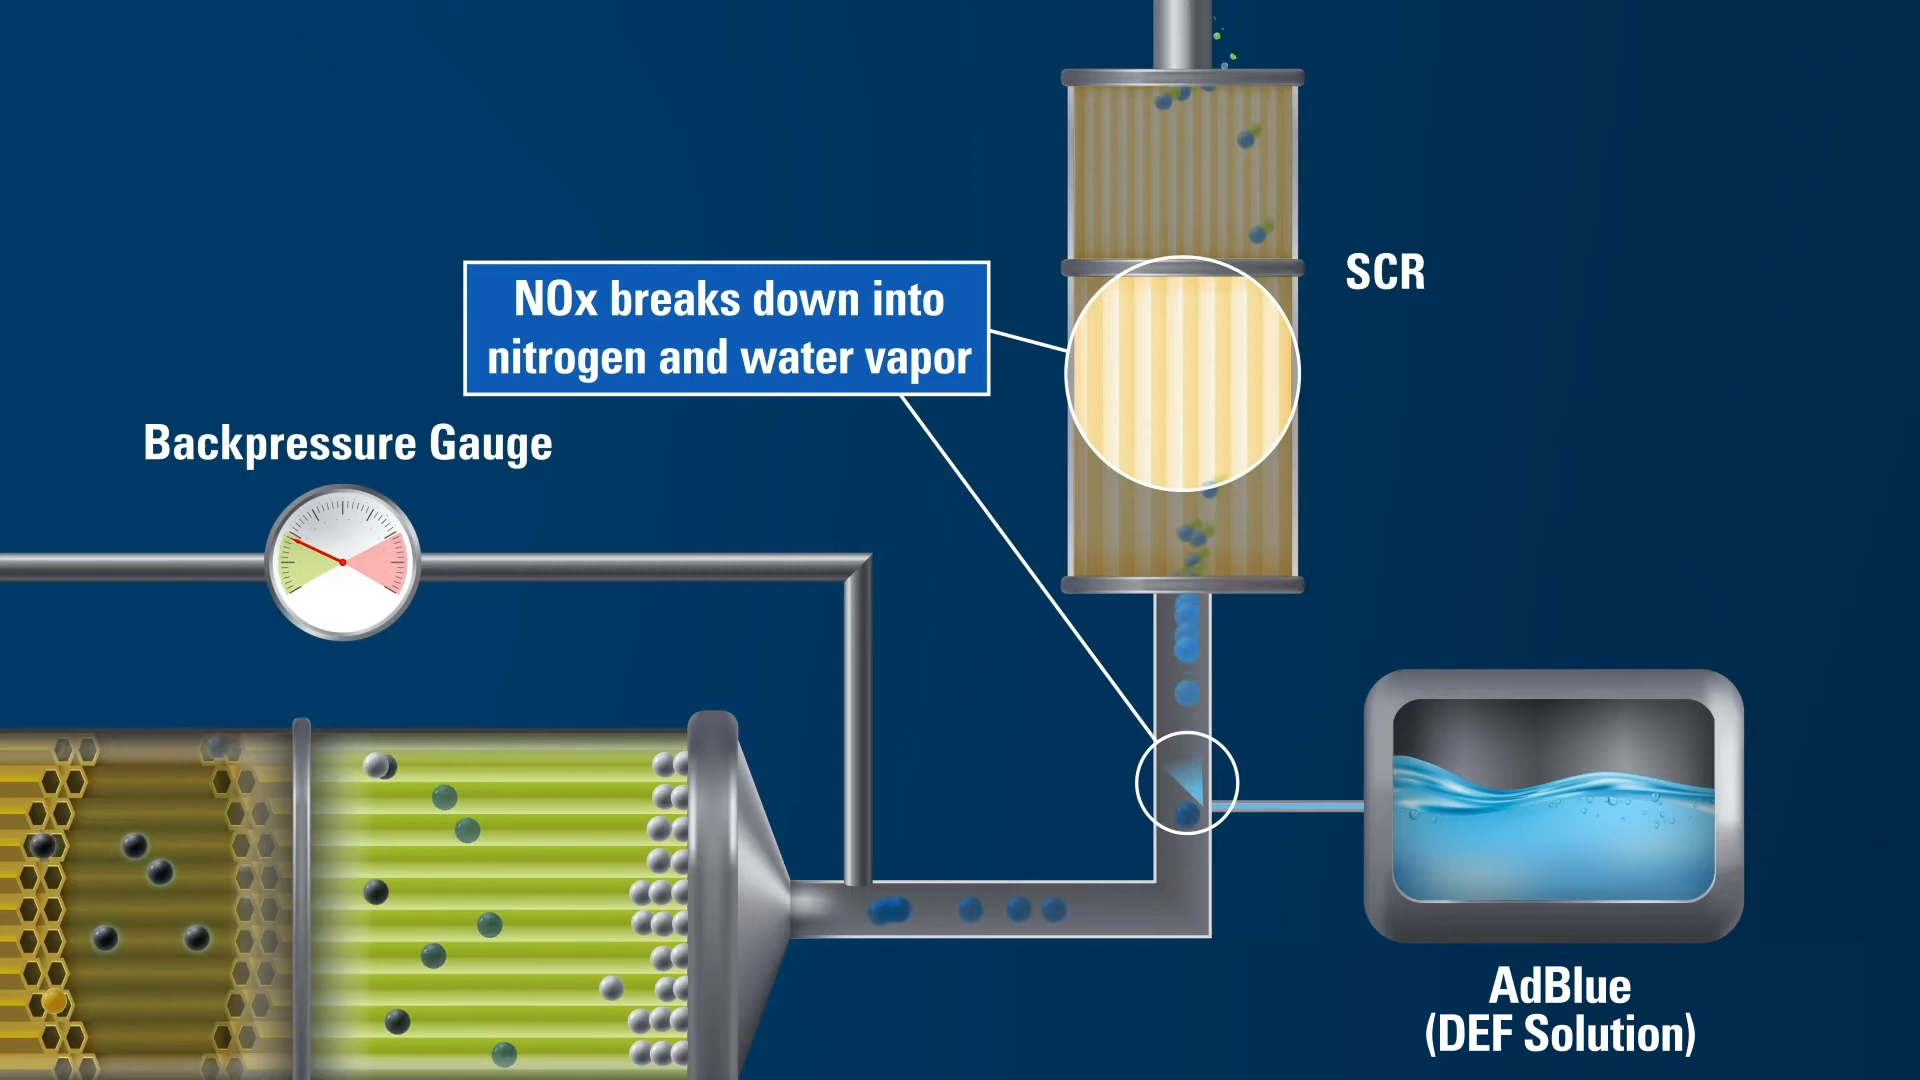 SCR
NOx breaks down into
nitrogen and water vapor
Backpressure Gauge
AdBlue
(DEF Solution)